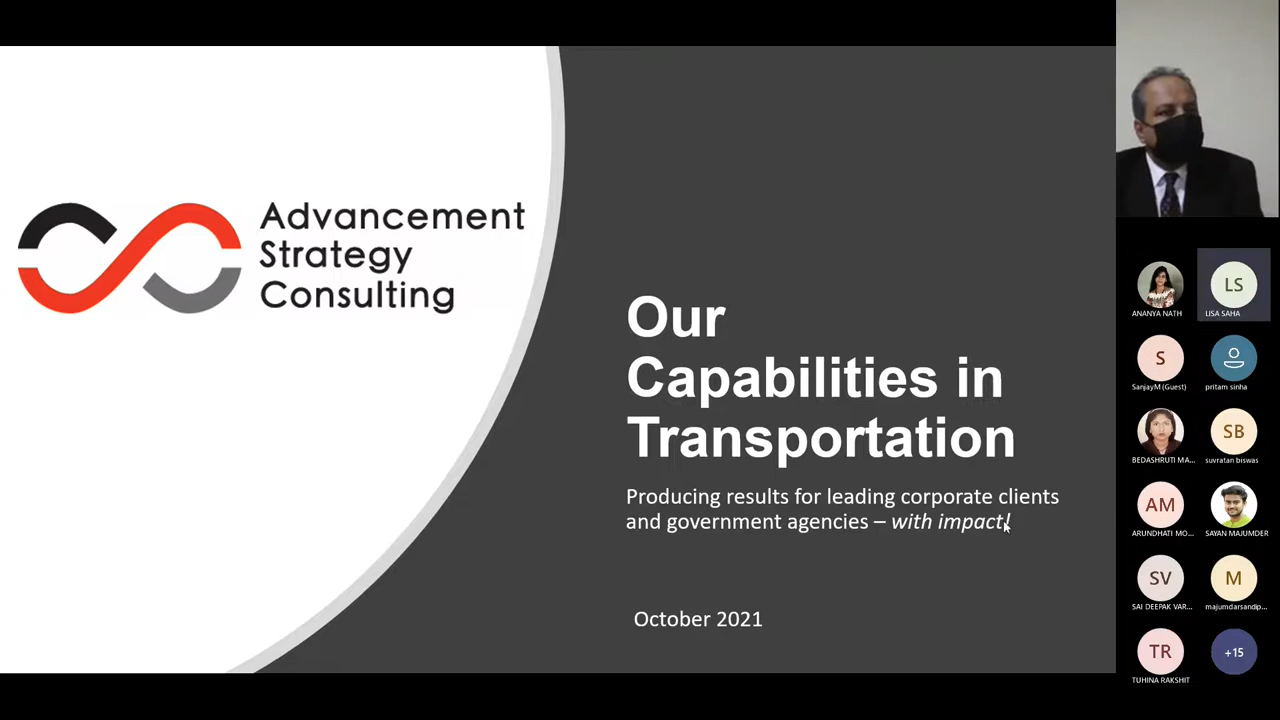 Advancement
Strategy
Consulting
Our
Capabilities in
Transportation
Producing results for leading corporate clients
and government agencies – with impact!
October 2021
ANANYA NATH
LS
LISA SAHA
S
SanjayM (Guest)
pritam sinha
BEDASHRUTI MA...
SB
suvratan biswas
AM
ARUNDHATI MO...
SAYAN MAJUMDER
SV
SAI DEEPAK VAR...
M
majumdarsandip...
TR
TUHINA RAKSHIT
+15